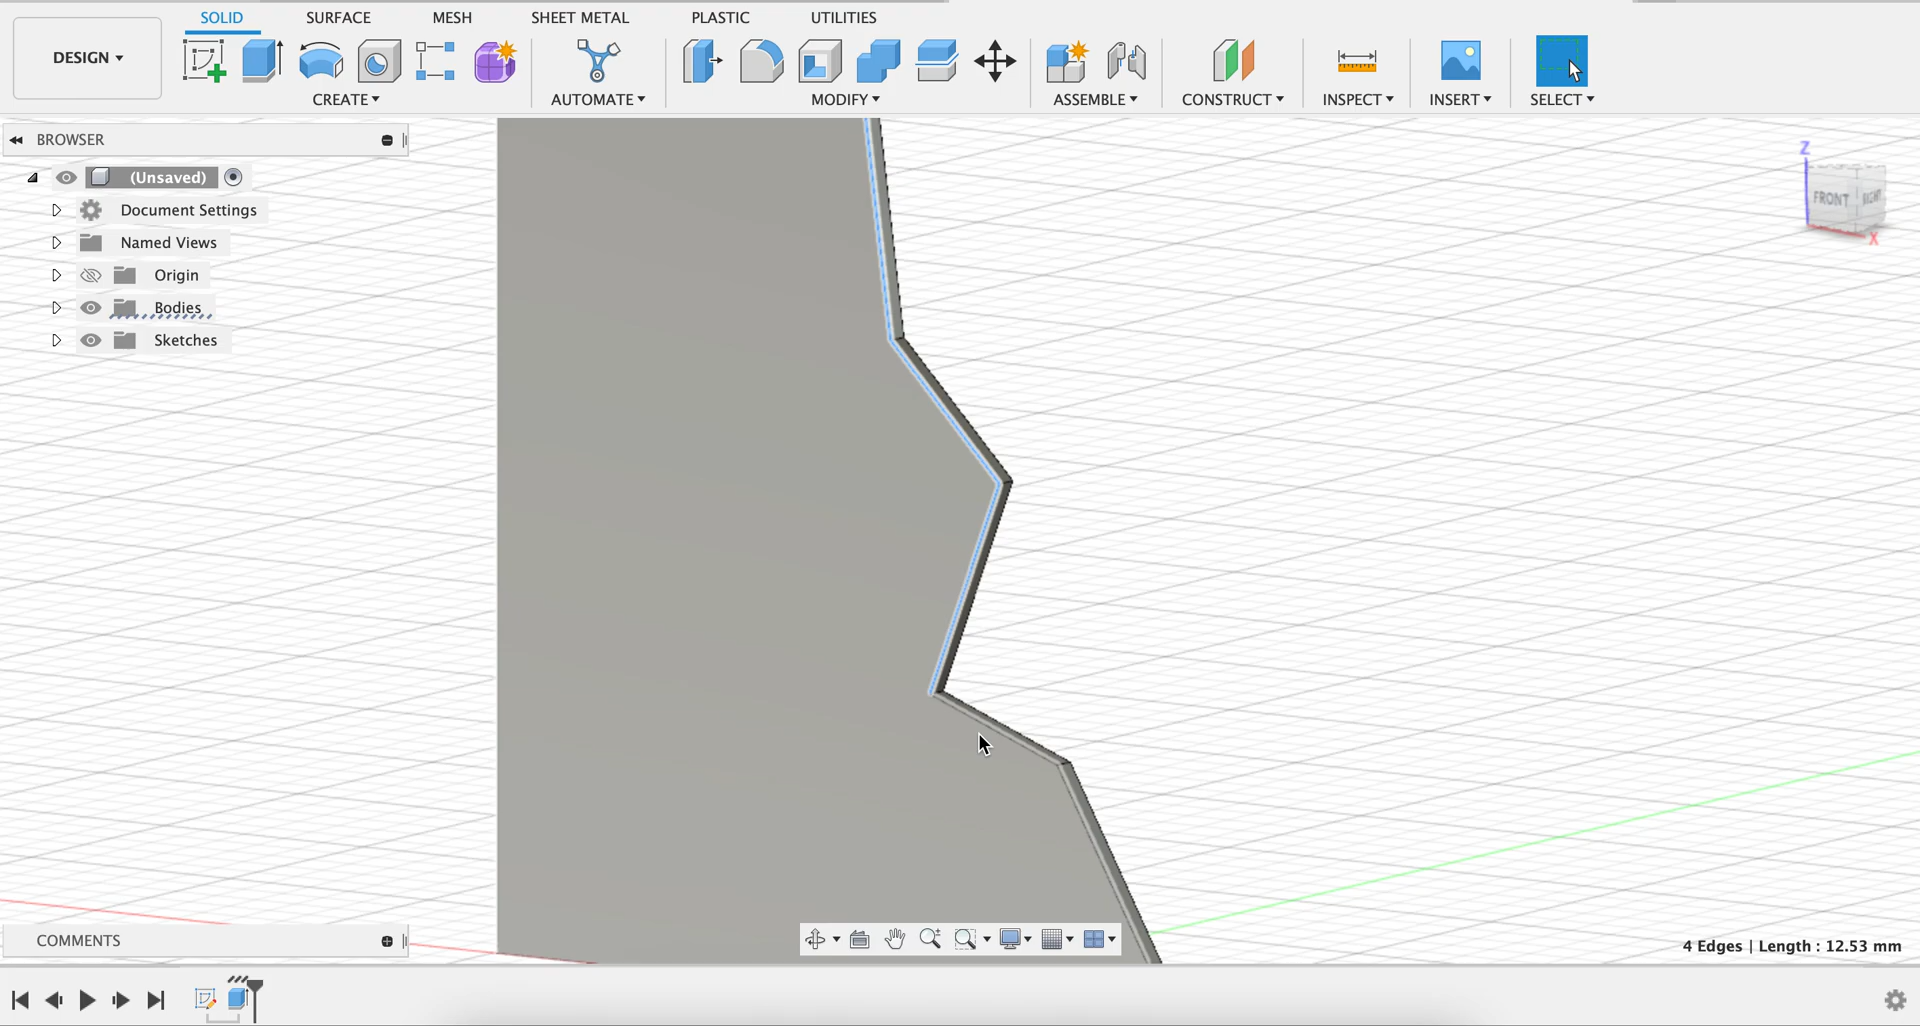 SOLID SURFACE MESH SHEET METAL PLASTIC UTILITIES
DESIGN
CREATE AUTOMATE MODIFY ASSEMBLE CONSTRUCT INSPECT INSERT SELECT
BROWSER
(Unsaved)
Document Settings
Named Views
Origin
Bodies
Sketches
Z
FRONT RIGHT
X
COMMENTS
4 Edges | Length : 12.53 mm